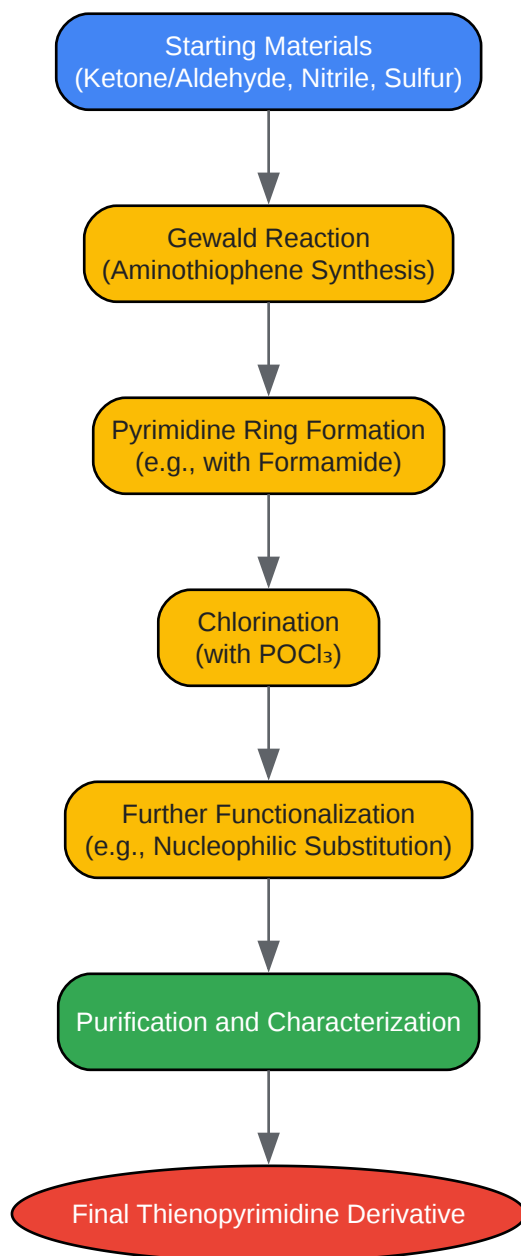 Starting Materials
(Ketone/Aldehyde, Nitrile, Sulfur)
Gewald Reaction
(Aminothiophene Synthesis)
Pyrimidine Ring Formation
(e.g., with Formamide)
Chlorination
(with POCl₃)
Further Functionalization
(e.g., Nucleophilic Substitution)
Purification and Characterization
Final Thienopyrimidine Derivative